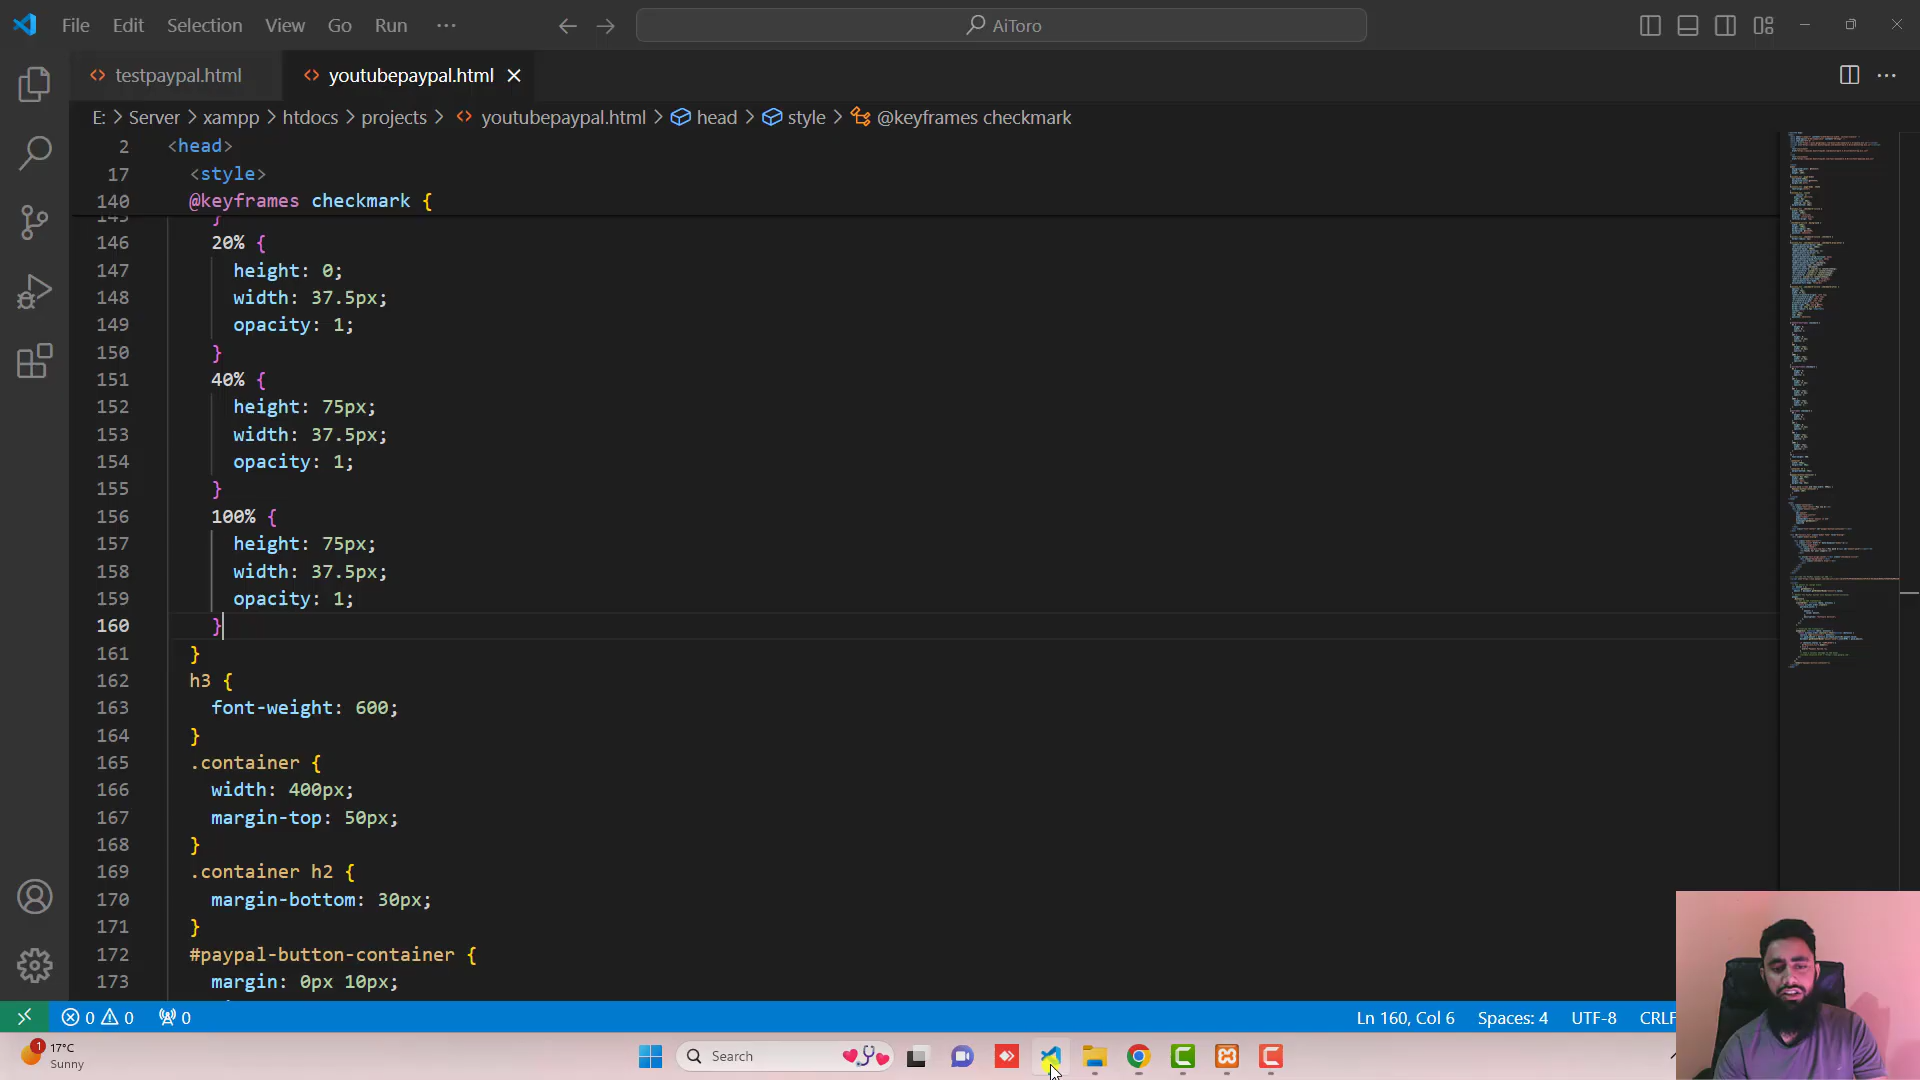 File Edit Selection View Go Run ··· AiToro
testpaypal.html youtubepaypal.html
E: > Server > xampp > htdocs > projects > youtubepaypal.html > head > style > @keyframes checkmark
2 <head>
17 <style>
140 @keyframes checkmark {
145 }
146 20% {
147 height: 0;
148 width: 37.5px;
149 opacity: 1;
150 }
151 40% {
152 height: 75px;
153 width: 37.5px;
154 opacity: 1;
155 }
156 100% {
157 height: 75px;
158 width: 37.5px;
159 opacity: 1;
160 }
161 }
162 h3 {
163 font-weight: 600;
164 }
165 .container {
166 width: 400px;
167 margin-top: 50px;
168 }
169 .container h2 {
170 margin-bottom: 30px;
171 }
172 #paypal-button-container {
173 margin: 0px 10px;
0 0 0 Ln 160, Col 6 Spaces: 4 UTF-8 CRLF
1 17°C
Sunny
Search